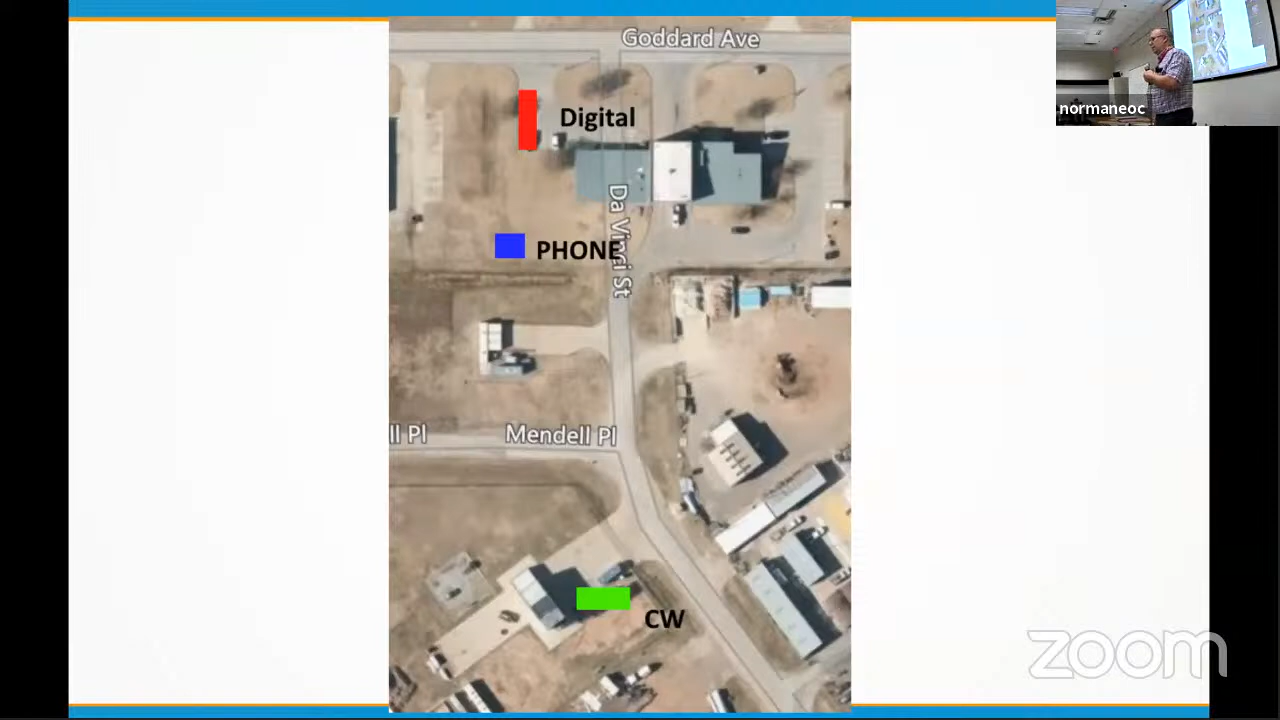 Goddard Ave
normaneoc
Digital
Da Vinci St
PHONE
ll Pl
Mendell Pl
CW
zoom